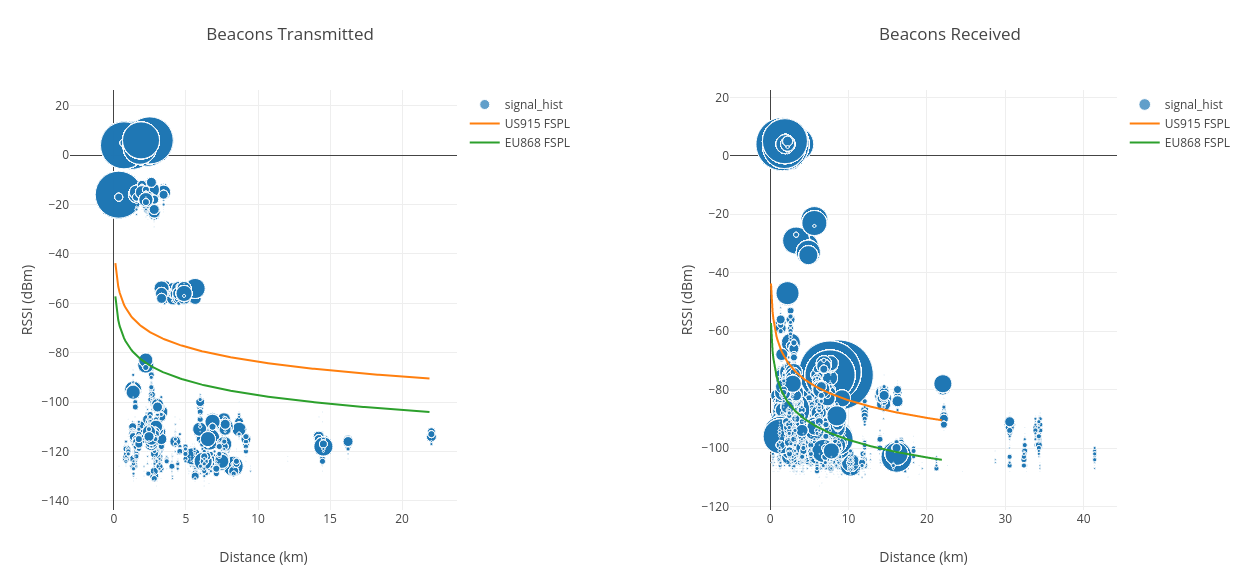 Beacons Transmitted
20
0
−20
−40
−60
−80
−100
−120
−140
RSSI (dBm)
0
5
10
15
20
Distance (km)
signal_hist
US915 FSPL
EU868 FSPL
Beacons Received
20
0
−20
−40
−60
−80
−100
−120
RSSI (dBm)
0
10
20
30
40
Distance (km)
signal_hist
US915 FSPL
EU868 FSPL